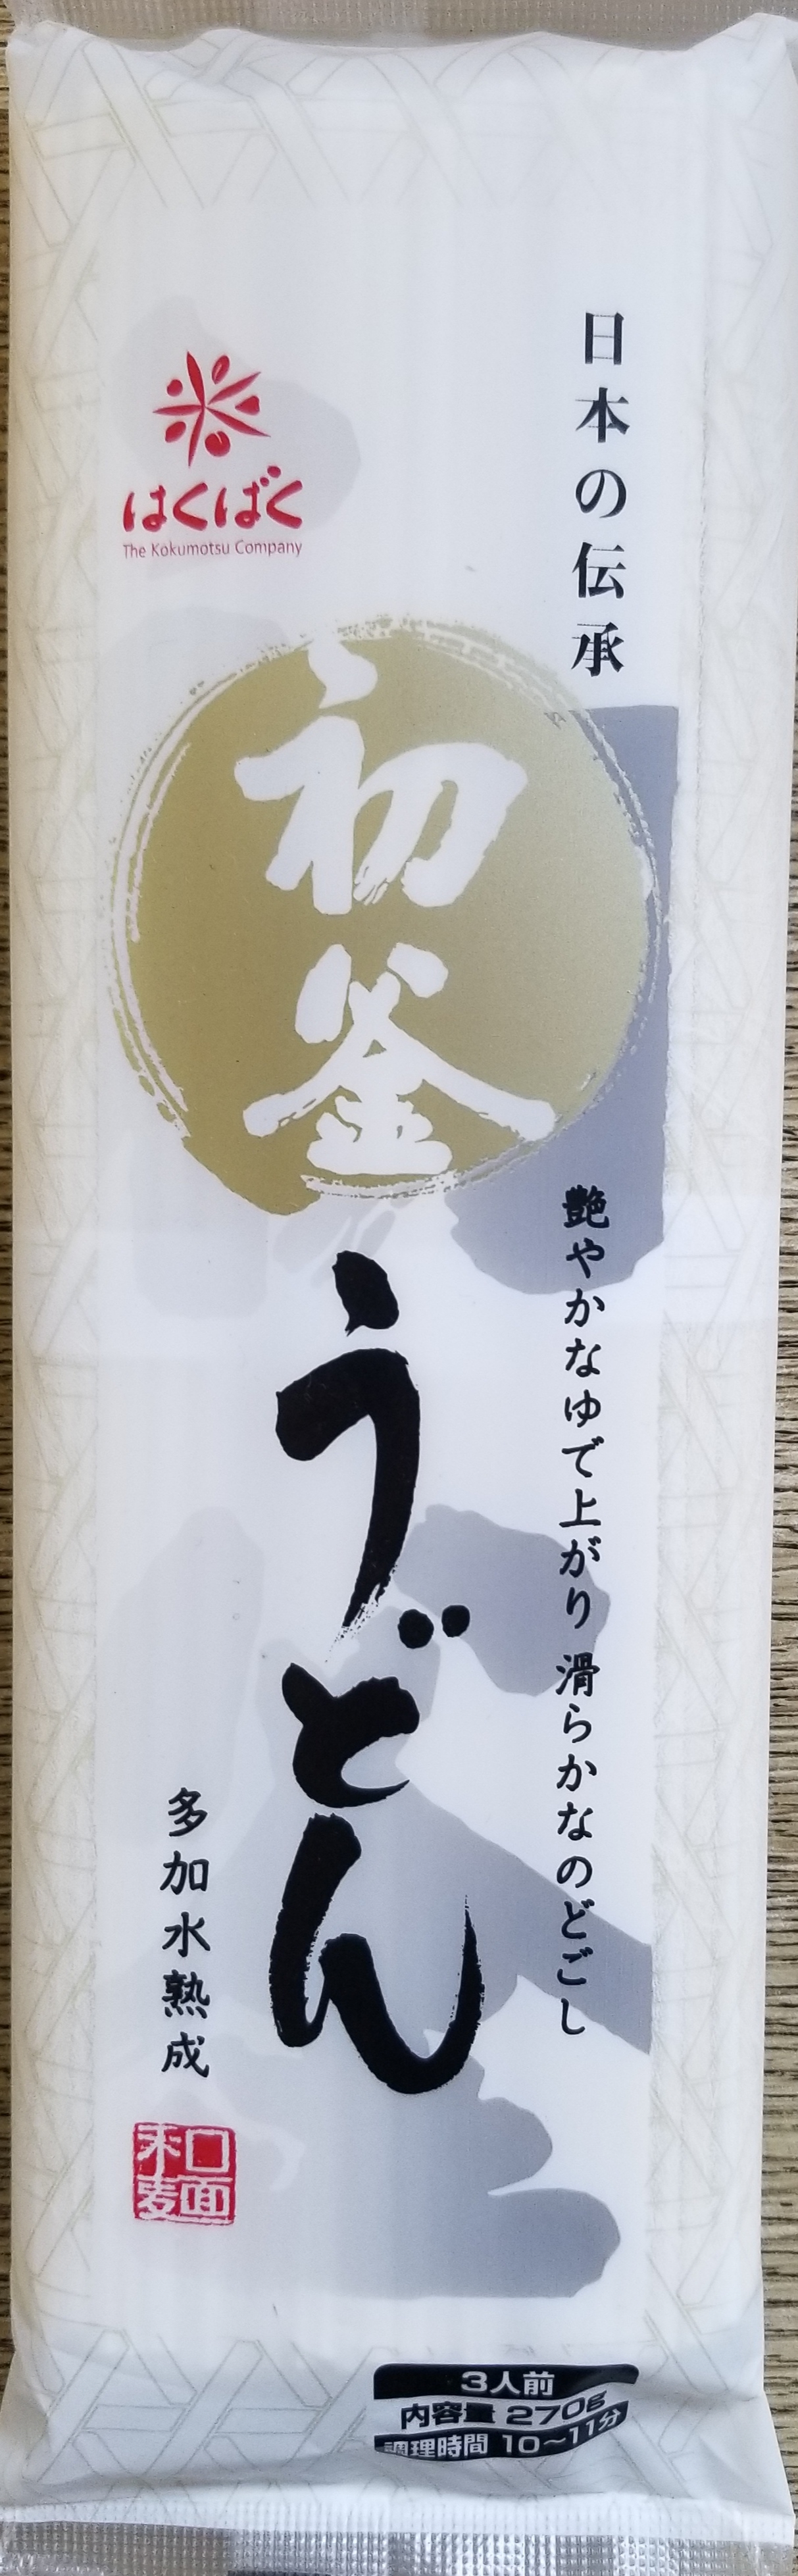 日本の伝承
はくばく
The Kokumotsu Company
初釜
うどん
艶やかなゆで上がり 滑らかなのどごし
多加水熟成
和麺
3人前
内容量 270g
調理時間 10～11分